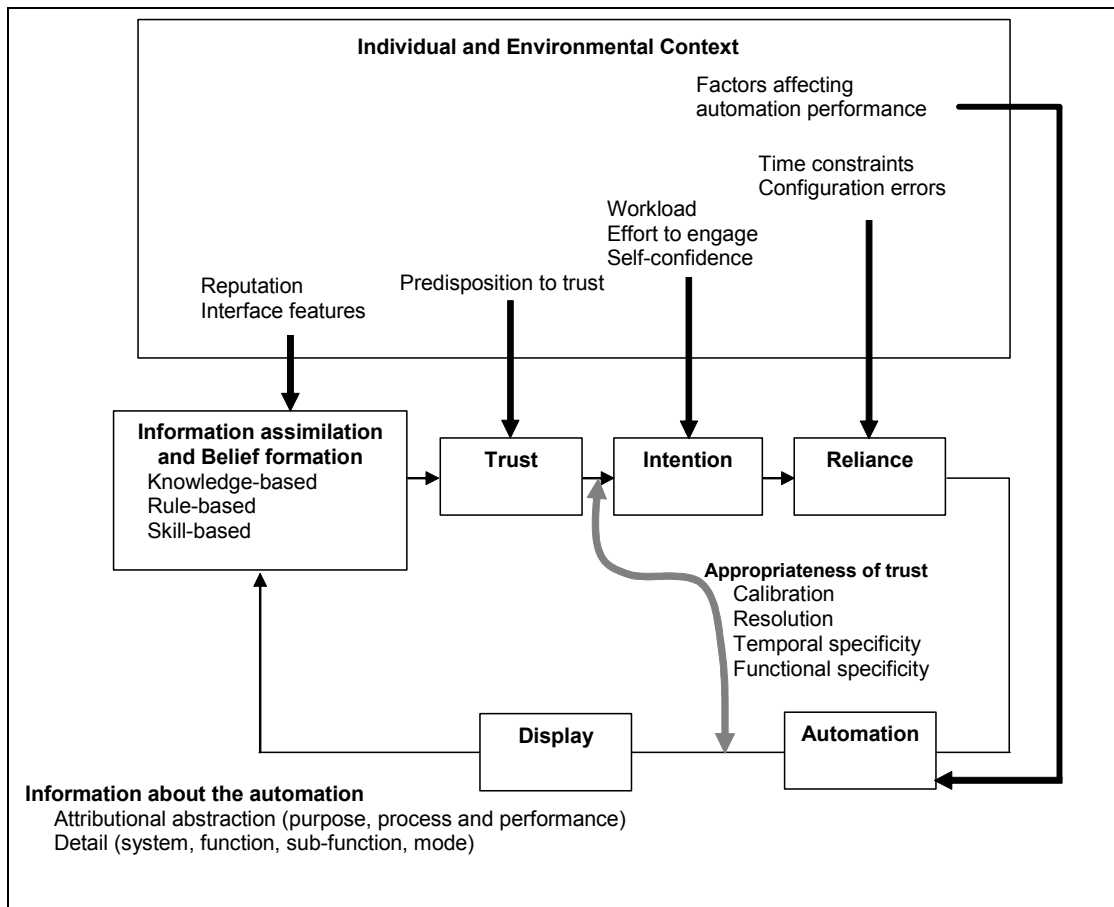 Individual and Environmental Context
Factors affecting
automation performance
Time constraints
Configuration errors
Workload
Effort to engage
Self-confidence
Predisposition to trust
Reputation
Interface features
Information assimilation
and Belief formation
Knowledge-based
Rule-based
Skill-based
Trust
Intention
Reliance
Appropriateness of trust
Calibration
Resolution
Temporal specificity
Functional specificity
Display
Automation
Information about the automation
Attributional abstraction (purpose, process and performance)
Detail (system, function, sub-function, mode)